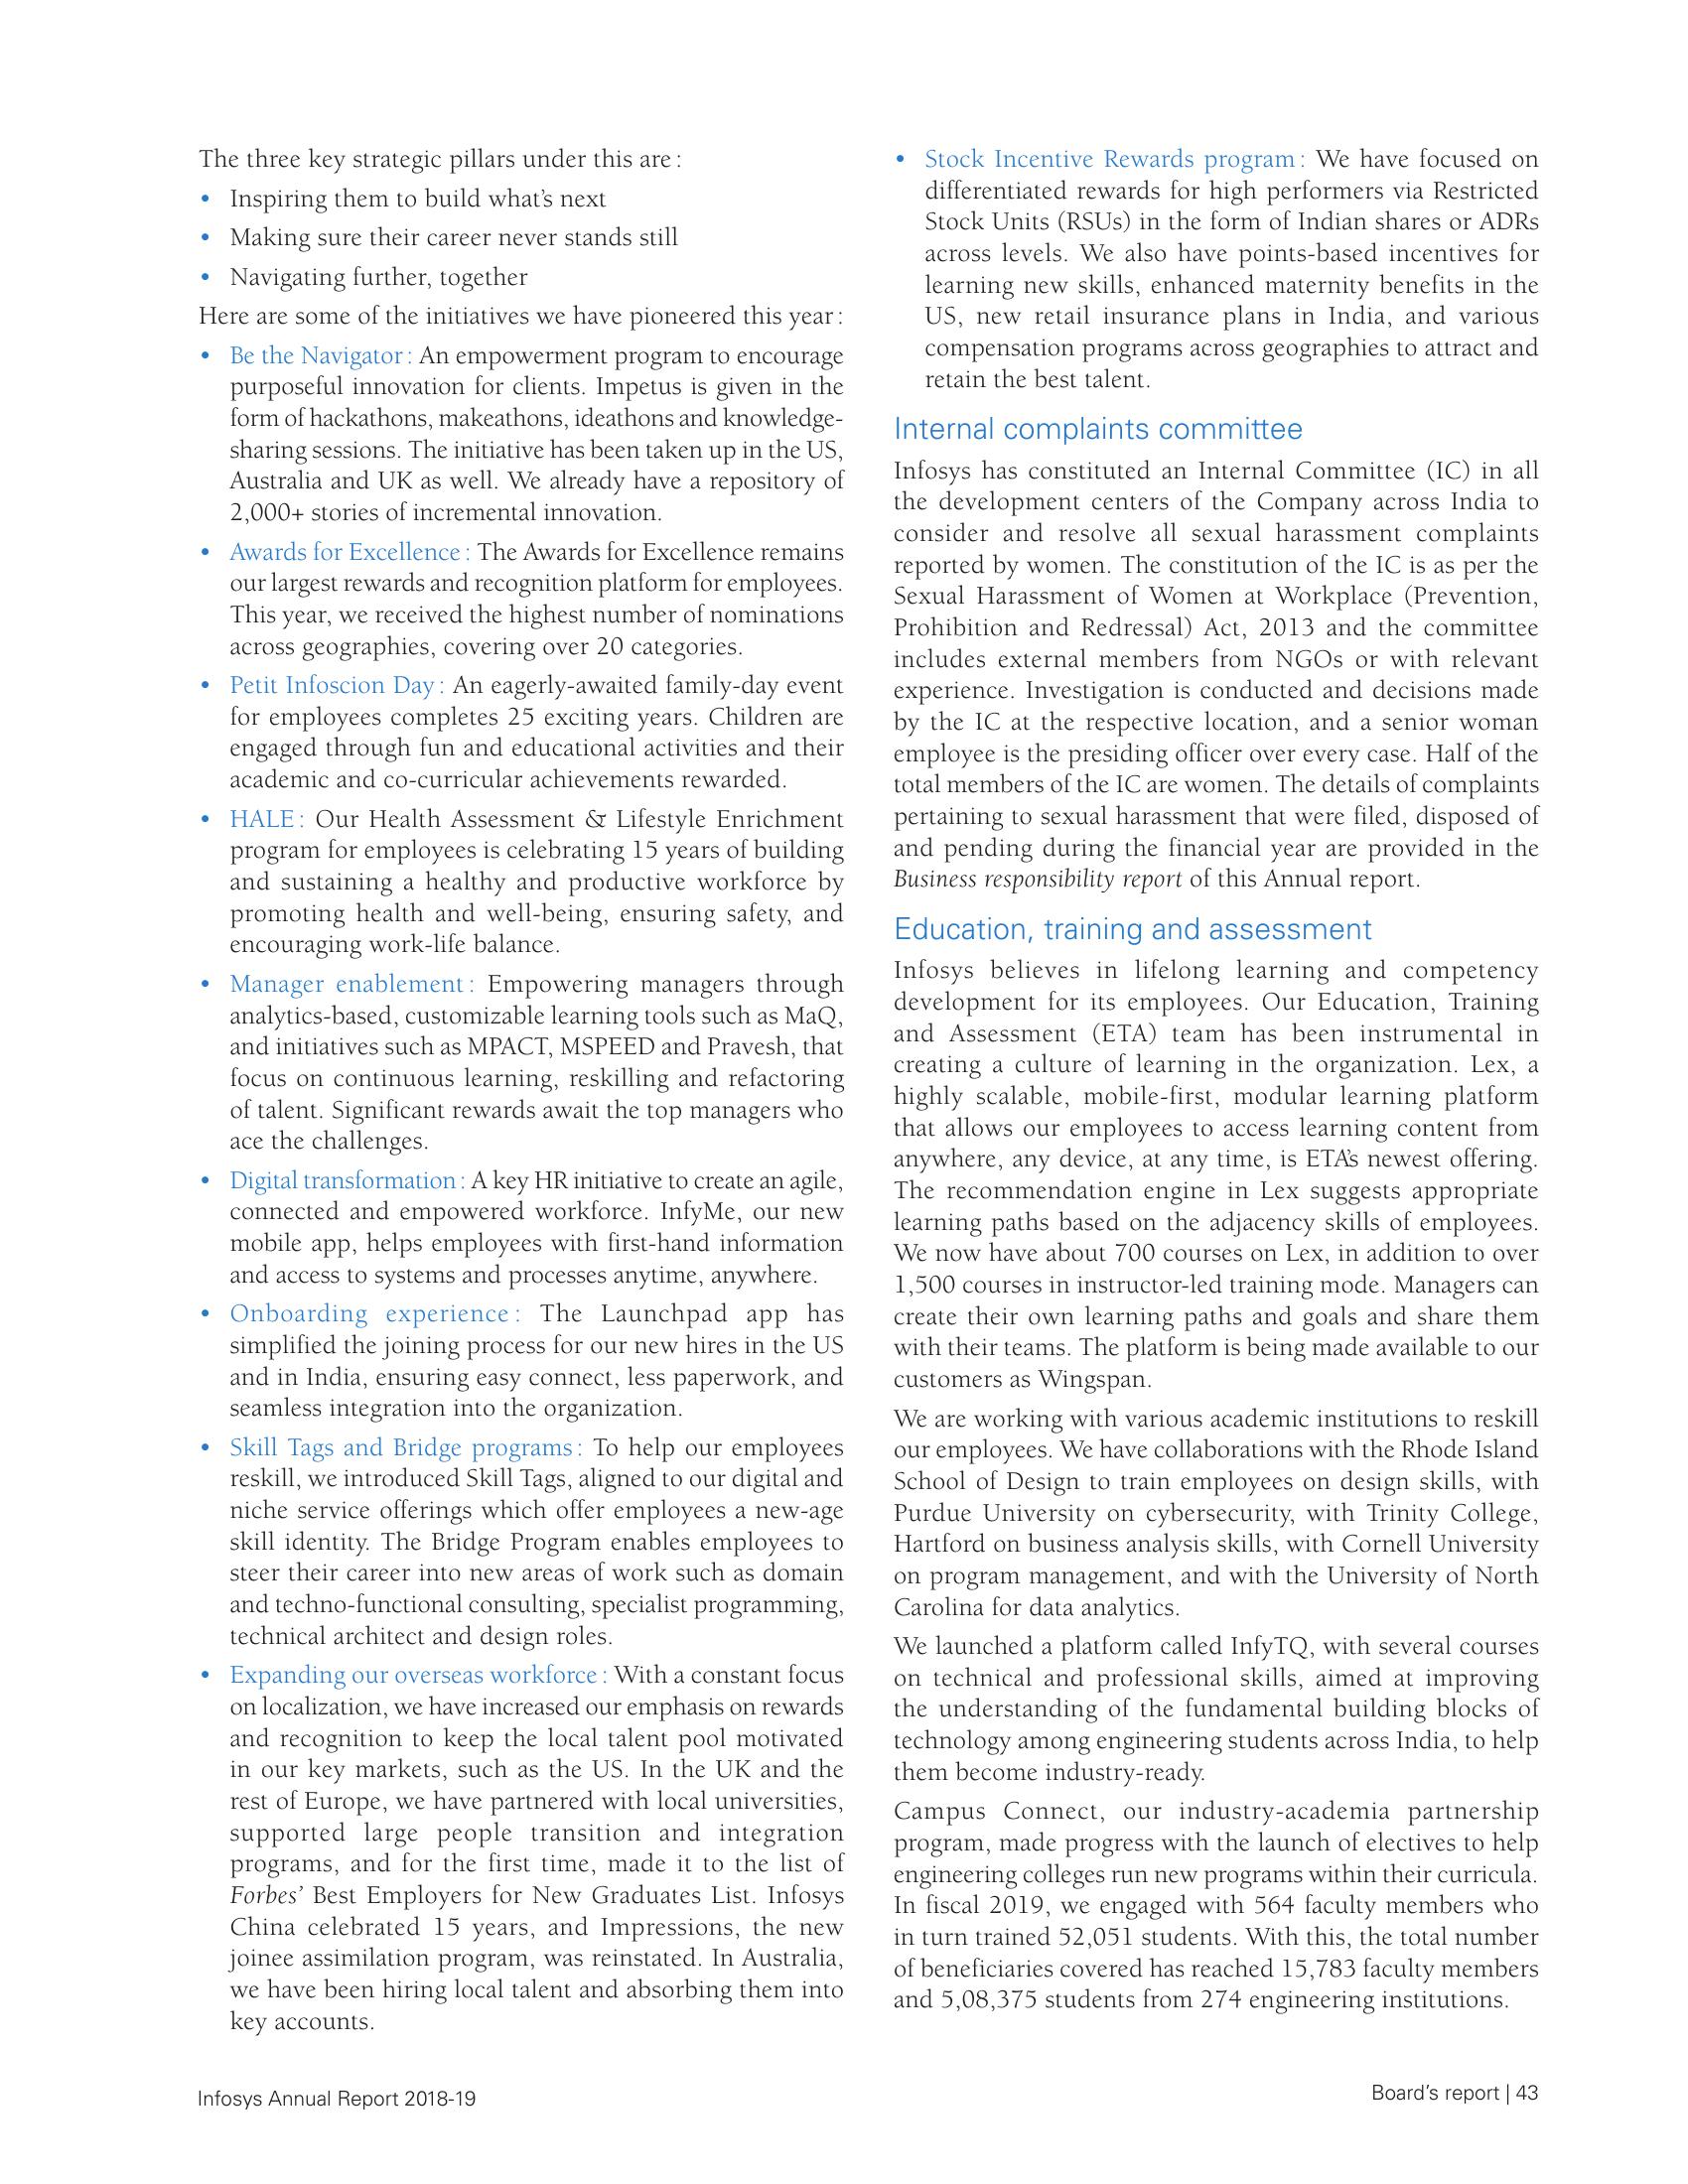 The three key strategic pillars under this are :
• Inspiring them to build what’s next
• Making sure their career never stands still
• Navigating further, together
Here are some of the initiatives we have pioneered this year :
• Be the Navigator : An empowerment program to encourage
purposeful innovation for clients. Impetus is given in the
form of hackathons, makeathons, ideathons and knowledge-
sharing sessions. The initiative has been taken up in the US,
Australia and UK as well. We already have a repository of
2,000+ stories of incremental innovation.
• Awards for Excellence : The Awards for Excellence remains
our largest rewards and recognition platform for employees.
This year, we received the highest number of nominations
across geographies, covering over 20 categories.
• Petit Infoscion Day : An eagerly-awaited family-day event
for employees completes 25 exciting years. Children are
engaged through fun and educational activities and their
academic and co-curricular achievements rewarded.
• HALE : Our Health Assessment & Lifestyle Enrichment
program for employees is celebrating 15 years of building
and sustaining a healthy and productive workforce by
promoting health and well-being, ensuring safety, and
encouraging work-life balance.
• Manager enablement : Empowering managers through
analytics-based, customizable learning tools such as MaQ,
and initiatives such as MPACT, MSPEED and Pravesh, that
focus on continuous learning, reskilling and refactoring
of talent. Significant rewards await the top managers who
ace the challenges.
• Digital transformation : A key HR initiative to create an agile,
connected and empowered workforce. InfyMe, our new
mobile app, helps employees with first-hand information
and access to systems and processes anytime, anywhere.
• Onboarding experience : The Launchpad app has
simplified the joining process for our new hires in the US
and in India, ensuring easy connect, less paperwork, and
seamless integration into the organization.
• Skill Tags and Bridge programs : To help our employees
reskill, we introduced Skill Tags, aligned to our digital and
niche service offerings which offer employees a new-age
skill identity. The Bridge Program enables employees to
steer their career into new areas of work such as domain
and techno-functional consulting, specialist programming,
technical architect and design roles.
• Expanding our overseas workforce : With a constant focus
on localization, we have increased our emphasis on rewards
and recognition to keep the local talent pool motivated
in our key markets, such as the US. In the UK and the
rest of Europe, we have partnered with local universities,
supported large people transition and integration
programs, and for the first time, made it to the list of
Forbes’ Best Employers for New Graduates List. Infosys
China celebrated 15 years, and Impressions, the new
joinee assimilation program, was reinstated. In Australia,
we have been hiring local talent and absorbing them into
key accounts.
• Stock Incentive Rewards program : We have focused on
differentiated rewards for high performers via Restricted
Stock Units (RSUs) in the form of Indian shares or ADRs
across levels. We also have points-based incentives for
learning new skills, enhanced maternity benefits in the
US, new retail insurance plans in India, and various
compensation programs across geographies to attract and
retain the best talent.
Internal complaints committee
Infosys has constituted an Internal Committee (IC) in all
the development centers of the Company across India to
consider and resolve all sexual harassment complaints
reported by women. The constitution of the IC is as per the
Sexual Harassment of Women at Workplace (Prevention,
Prohibition and Redressal) Act, 2013 and the committee
includes external members from NGOs or with relevant
experience. Investigation is conducted and decisions made
by the IC at the respective location, and a senior woman
employee is the presiding officer over every case. Half of the
total members of the IC are women. The details of complaints
pertaining to sexual harassment that were filed, disposed of
and pending during the financial year are provided in the
Business responsibility report of this Annual report.
Education, training and assessment
Infosys believes in lifelong learning and competency
development for its employees. Our Education, Training
and Assessment (ETA) team has been instrumental in
creating a culture of learning in the organization. Lex, a
highly scalable, mobile-first, modular learning platform
that allows our employees to access learning content from
anywhere, any device, at any time, is ETA’s newest offering.
The recommendation engine in Lex suggests appropriate
learning paths based on the adjacency skills of employees.
We now have about 700 courses on Lex, in addition to over
1,500 courses in instructor-led training mode. Managers can
create their own learning paths and goals and share them
with their teams. The platform is being made available to our
customers as Wingspan.
We are working with various academic institutions to reskill
our employees. We have collaborations with the Rhode Island
School of Design to train employees on design skills, with
Purdue University on cybersecurity, with Trinity College,
Hartford on business analysis skills, with Cornell University
on program management, and with the University of North
Carolina for data analytics.
We launched a platform called InfyTQ, with several courses
on technical and professional skills, aimed at improving
the understanding of the fundamental building blocks of
technology among engineering students across India, to help
them become industry-ready.
Campus Connect, our industry-academia partnership
program, made progress with the launch of electives to help
engineering colleges run new programs within their curricula.
In fiscal 2019, we engaged with 564 faculty members who
in turn trained 52,051 students. With this, the total number
of beneficiaries covered has reached 15,783 faculty members
and 5,08,375 students from 274 engineering institutions.
Infosys Annual Report 2018-19
Board’s report | 43